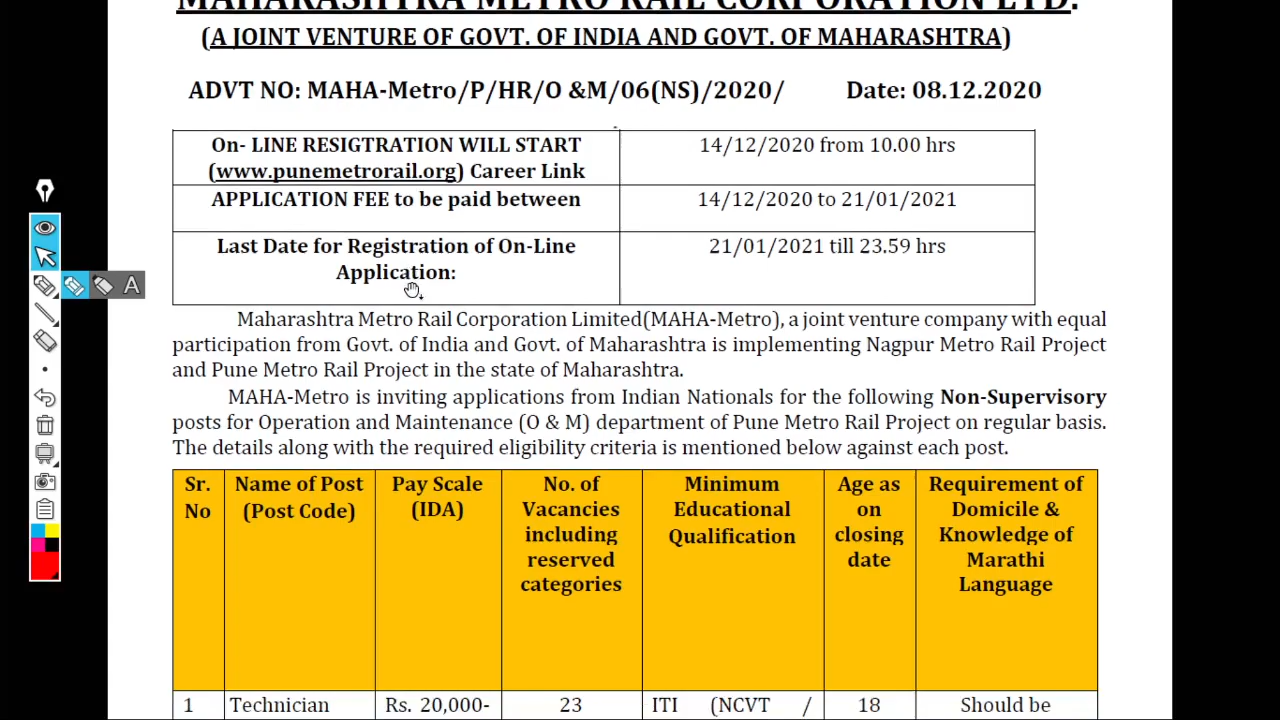 MAHARASHTRA METRO RAIL CORPORATION LTD.
(A JOINT VENTURE OF GOVT. OF INDIA AND GOVT. OF MAHARASHTRA)
ADVT NO: MAHA-Metro/P/HR/O &M/06(NS)/2020/ Date: 08.12.2020
On- LINE RESIGTRATION WILL START
(www.punemetrorail.org) Career Link
14/12/2020 from 10.00 hrs
APPLICATION FEE to be paid between
14/12/2020 to 21/01/2021
Last Date for Registration of On-Line
Application:
21/01/2021 till 23.59 hrs
Maharashtra Metro Rail Corporation Limited(MAHA-Metro), a joint venture company with equal
participation from Govt. of India and Govt. of Maharashtra is implementing Nagpur Metro Rail Project
and Pune Metro Rail Project in the state of Maharashtra.
MAHA-Metro is inviting applications from Indian Nationals for the following Non-Supervisory
posts for Operation and Maintenance (O & M) department of Pune Metro Rail Project on regular basis.
The details along with the required eligibility criteria is mentioned below against each post.
Sr.
No
Name of Post
(Post Code)
Pay Scale
(IDA)
No. of
Vacancies
including
reserved
categories
Minimum
Educational
Qualification
Age as
on
closing
date
Requirement of
Domicile &
Knowledge of
Marathi
Language
1
Technician
Rs. 20,000-
23
ITI (NCVT /
18
Should be
A